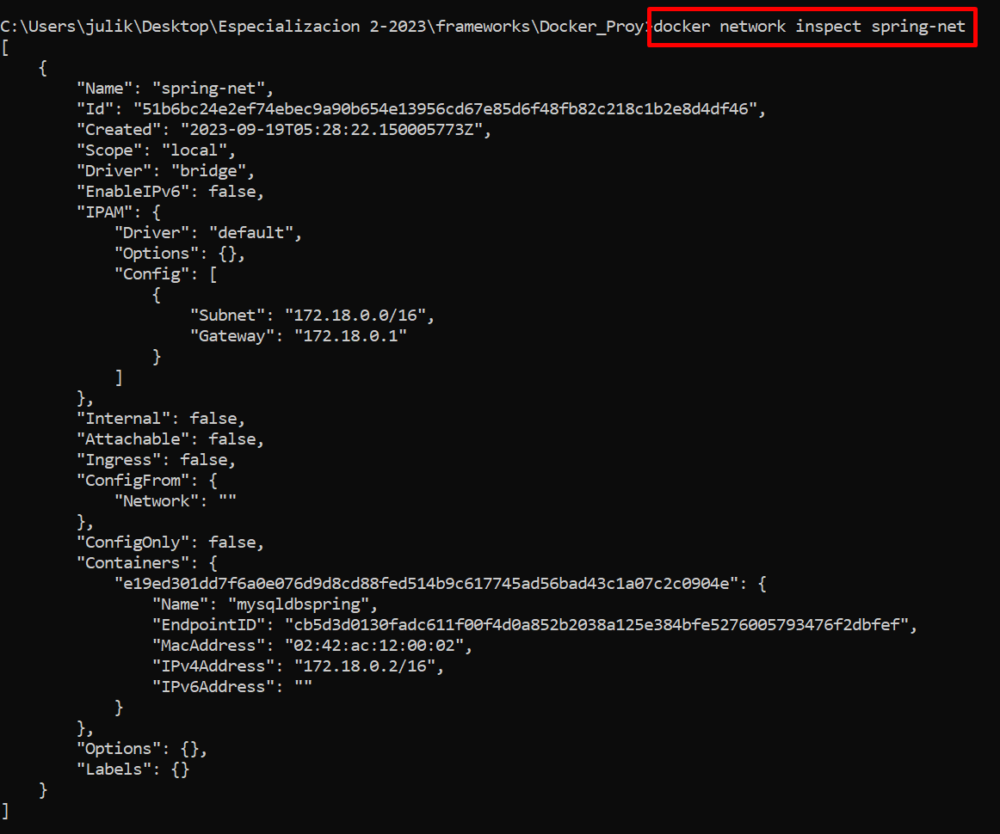 C:\Users\julik\Desktop\Especializacion 2-2023\frameworks\Docker_Proy>docker network inspect spring-net
[
    {
        "Name": "spring-net",
        "Id": "51b6bc24e2ef74ebec9a90b654e13956cd67e85d6f48fb82c218c1b2e8d4df46",
        "Created": "2023-09-19T05:28:22.150005773Z",
        "Scope": "local",
        "Driver": "bridge",
        "EnableIPv6": false,
        "IPAM": {
            "Driver": "default",
            "Options": {},
            "Config": [
                {
                    "Subnet": "172.18.0.0/16",
                    "Gateway": "172.18.0.1"
                }
            ]
        },
        "Internal": false,
        "Attachable": false,
        "Ingress": false,
        "ConfigFrom": {
            "Network": ""
        },
        "ConfigOnly": false,
        "Containers": {
            "e19ed301dd7f6a0e076d9d8cd88fed514b9c617745ad56bad43c1a07c2c0904e": {
                "Name": "mysqldbspring",
                "EndpointID": "cb5d3d0130fadc611f00f4d0a852b2038a125e384bfe5276005793476f2dbfef",
                "MacAddress": "02:42:ac:12:00:02",
                "IPv4Address": "172.18.0.2/16",
                "IPv6Address": ""
            }
        },
        "Options": {},
        "Labels": {}
    }
]